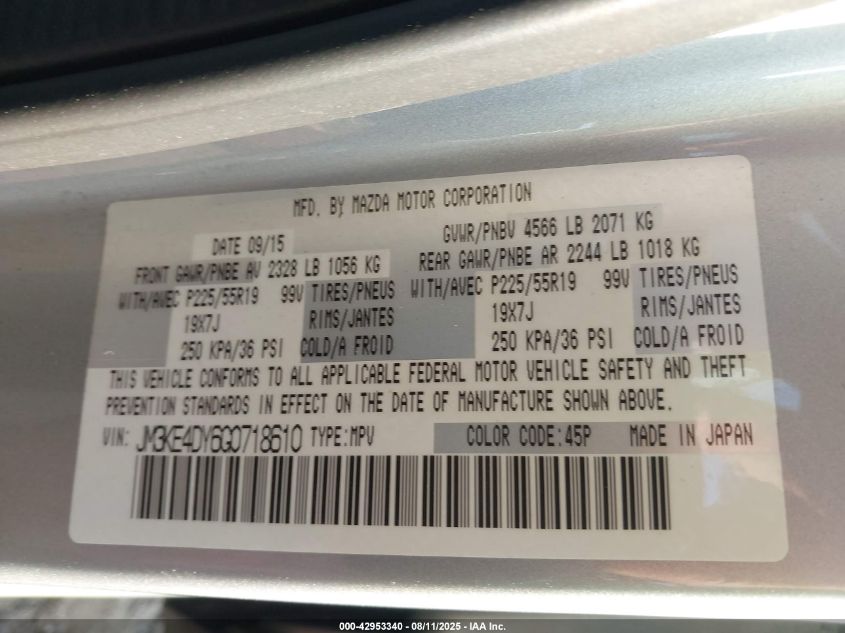 MFD. BY MAZDA MOTOR CORPORATION
DATE 09/15 GVWR/PNBV 4566 LB 2071 KG
FRONT GAWR/PNBE AV 2328 LB 1056 KG REAR GAWR/PNBE AR 2244 LB 1018 KG
WITH/AVEC P225/55R19 99V TIRES/PNEUS WITH/AVEC P225/55R19 99V TIRES/PNEUS
19X7J RIMS/JANTES 19X7J RIMS/JANTES
250 KPA/36 PSI COLD/A FROID 250 KPA/36 PSI COLD/A FROID
THIS VEHICLE CONFORMS TO ALL APPLICABLE FEDERAL MOTOR VEHICLE SAFETY AND THEFT
PREVENTION STANDARDS IN EFFECT ON THE DATE OF MANUFACTURE SHOWN ABOVE.
VIN: JM3KE4DY6G0718610 TYPE:MPV COLOR CODE:45P MADE IN JAPAN
000-42953340 - 08/11/2025 - IAA Inc.